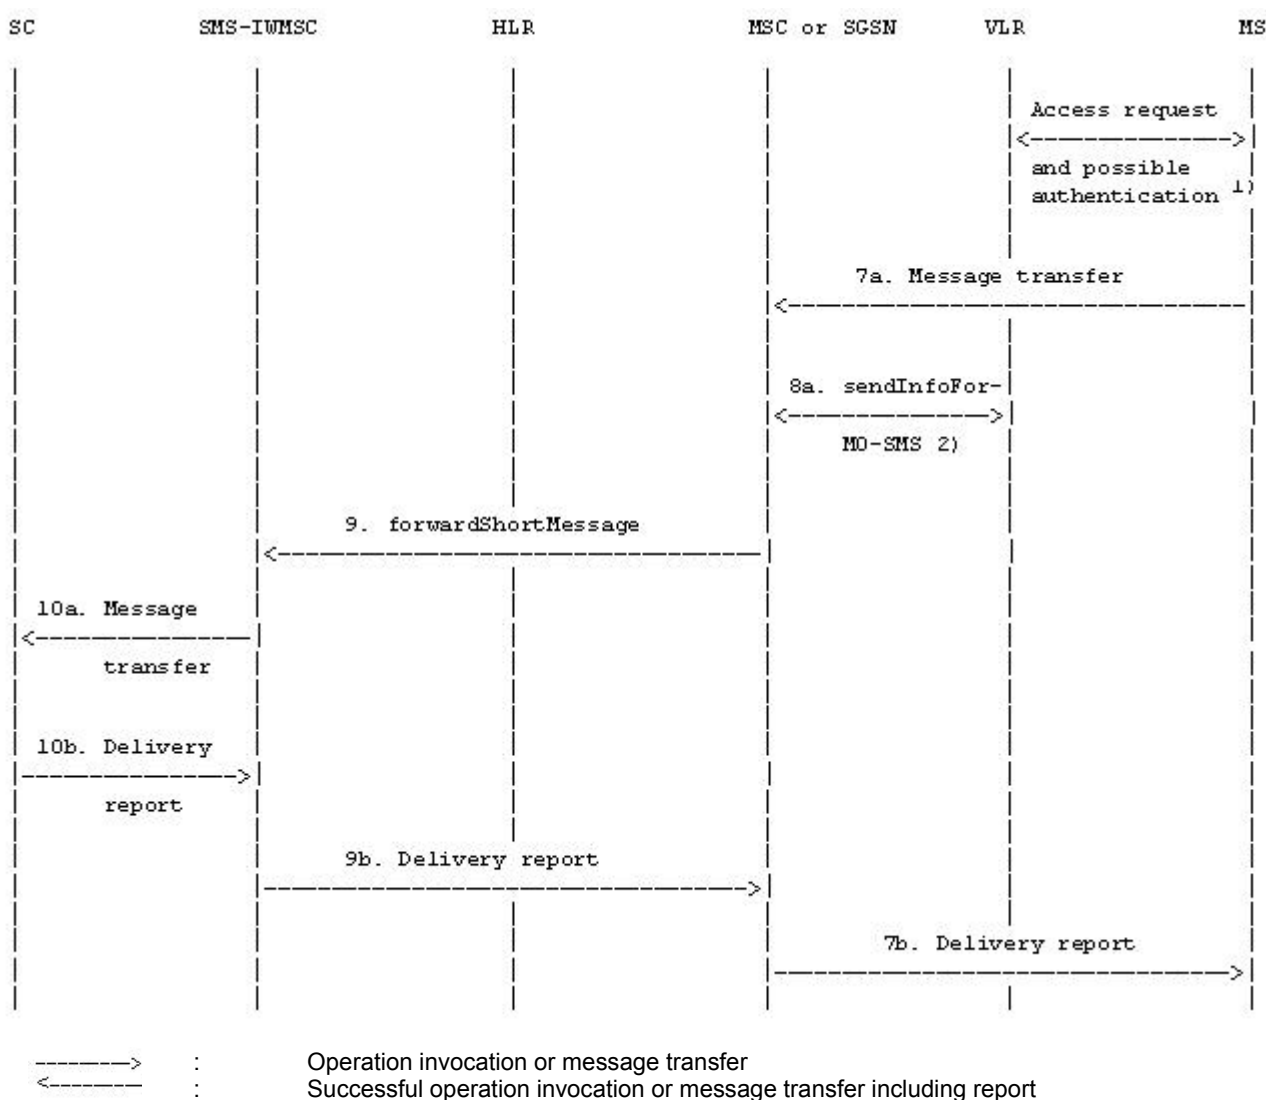 SC SMS-IWMSC HLR MSC or SGSN VLR MS
Access request
and possible
authentication 1)
7a. Message transfer
8a. sendInfoFor-
MO-SMS 2)
9. forwardShortMessage
10a. Message
transfer
10b. Delivery
report
9b. Delivery report
7b. Delivery report
: Operation invocation or message transfer
: Successful operation invocation or message transfer including report